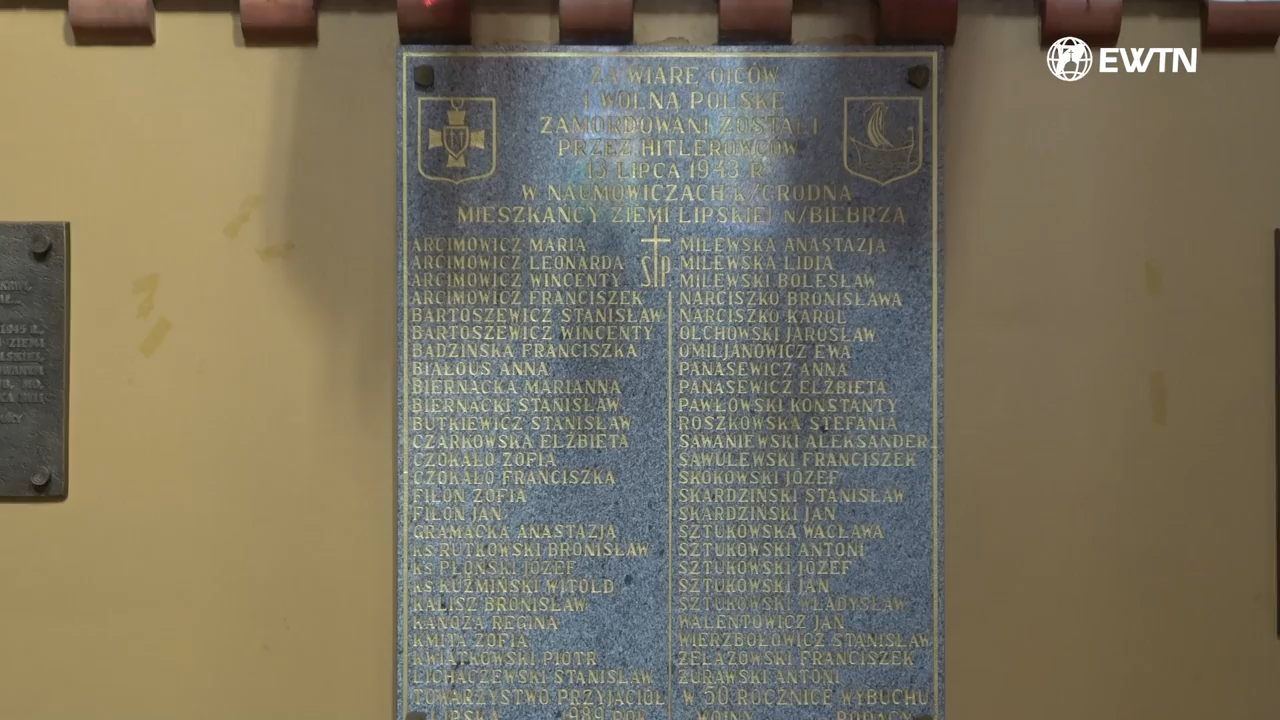 EWTN
ZA WIARĘ OJCÓW
I WOLNĄ POLSKĘ
ZAMORDOWANI ZOSTALI
PRZEZ HITLEROWCÓW
13 LIPCA 1943 R.
W NAUMOWICZACH K/GRODNA
MIESZKAŃCY ZIEMI LIPSKIEJ N/BIEBRZĄ
ŚP
ARCIMOWICZ MARIA
ARCIMOWICZ LEONARDA
ARCIMOWICZ WINCENTY
ARCIMOWICZ FRANCISZEK
BARTOSZEWICZ STANISŁAW
BARTOSZEWICZ WINCENTY
BADZIŃSKA FRANCISZKA
BIAŁOUS ANNA
BIERNACKA MARIANNA
BIERNACKI STANISŁAW
BUTKIEWICZ STANISŁAW
CZARKOWSKA ELŻBIETA
CZOKAŁO ZOFIA
CZOKAŁO FRANCISZKA
FILON ZOFIA
FILON JAN
GRAMACKA ANASTAZJA
KS RUTKOWSKI BRONISŁAW
KS PŁOŃSKI JÓZEF
KS KUŹMIŃSKI WITOLD
KALISZ BRONISŁAW
KANOZA REGINA
KMITA ZOFIA
KWIATKOWSKI PIOTR
LICHACZEWSKI STANISŁAW
TOWARZYSTWO PRZYJACIÓŁ
LIPSKA 1989 ROK
MILEWSKA ANASTAZJA
MILEWSKA LIDIA
MILEWSKI BOLESŁAW
NARCISZKO BRONISŁAWA
NARCISZKO KAROL
OLCHOWSKI JAROSŁAW
OMILJANOWICZ EWA
PANASEWICZ ANNA
PANASEWICZ ELŻBIETA
PAWŁOWSKI KONSTANTY
ROSZKOWSKA STEFANIA
SAWANIEWSKI ALEKSANDER
SAWULEWSKI FRANCISZEK
SKOKOWSKI JÓZEF
SKARDZIŃSKI STANISŁAW
SKARDZIŃSKI JAN
SZTUKOWSKA WACŁAWA
SZTUKOWSKI ANTONI
SZTUKOWSKI JÓZEF
SZTUKOWSKI JAN
SZTUKOWSKI WŁADYSŁAW
WALENTOWICZ JAN
WIERZBOŁOWICZ STANISŁAW
ŻELAZOWSKI FRANCISZEK
ŻURAWSKI ANTONI
W 50 ROCZNICĘ WYBUCHU
WOJNY RODACY